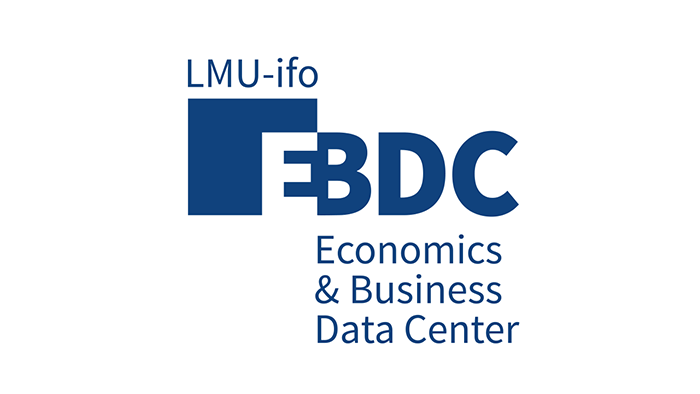 LMU-ifo
EBDC
Economics
& Business
Data Center